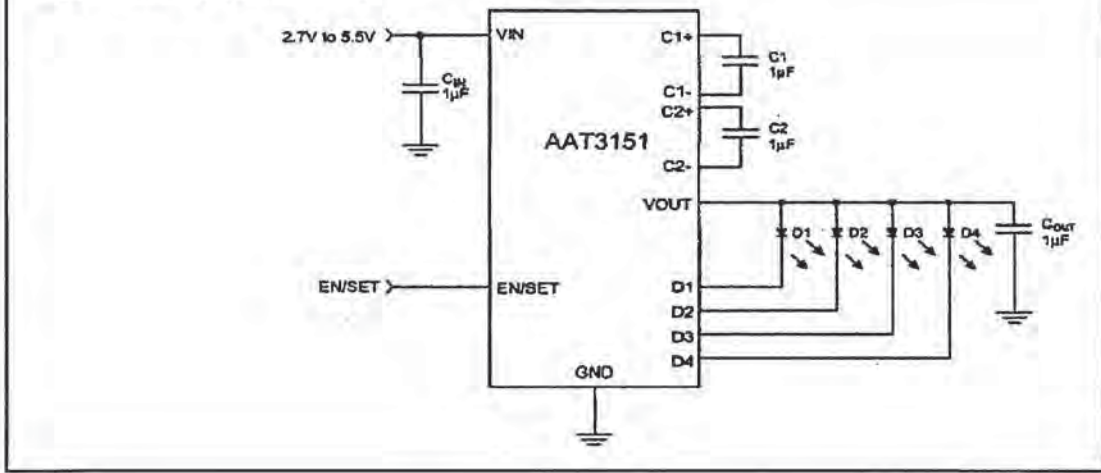 2.7V to 5.5V
VIN
CIN
1µF
C1+
C1
1µF
C1-
C2+
C2
1µF
C2-
AAT3151
VOUT
D1
D2
D3
D4
COUT
1µF
EN/SET
EN/SET
D1
D2
D3
D4
GND